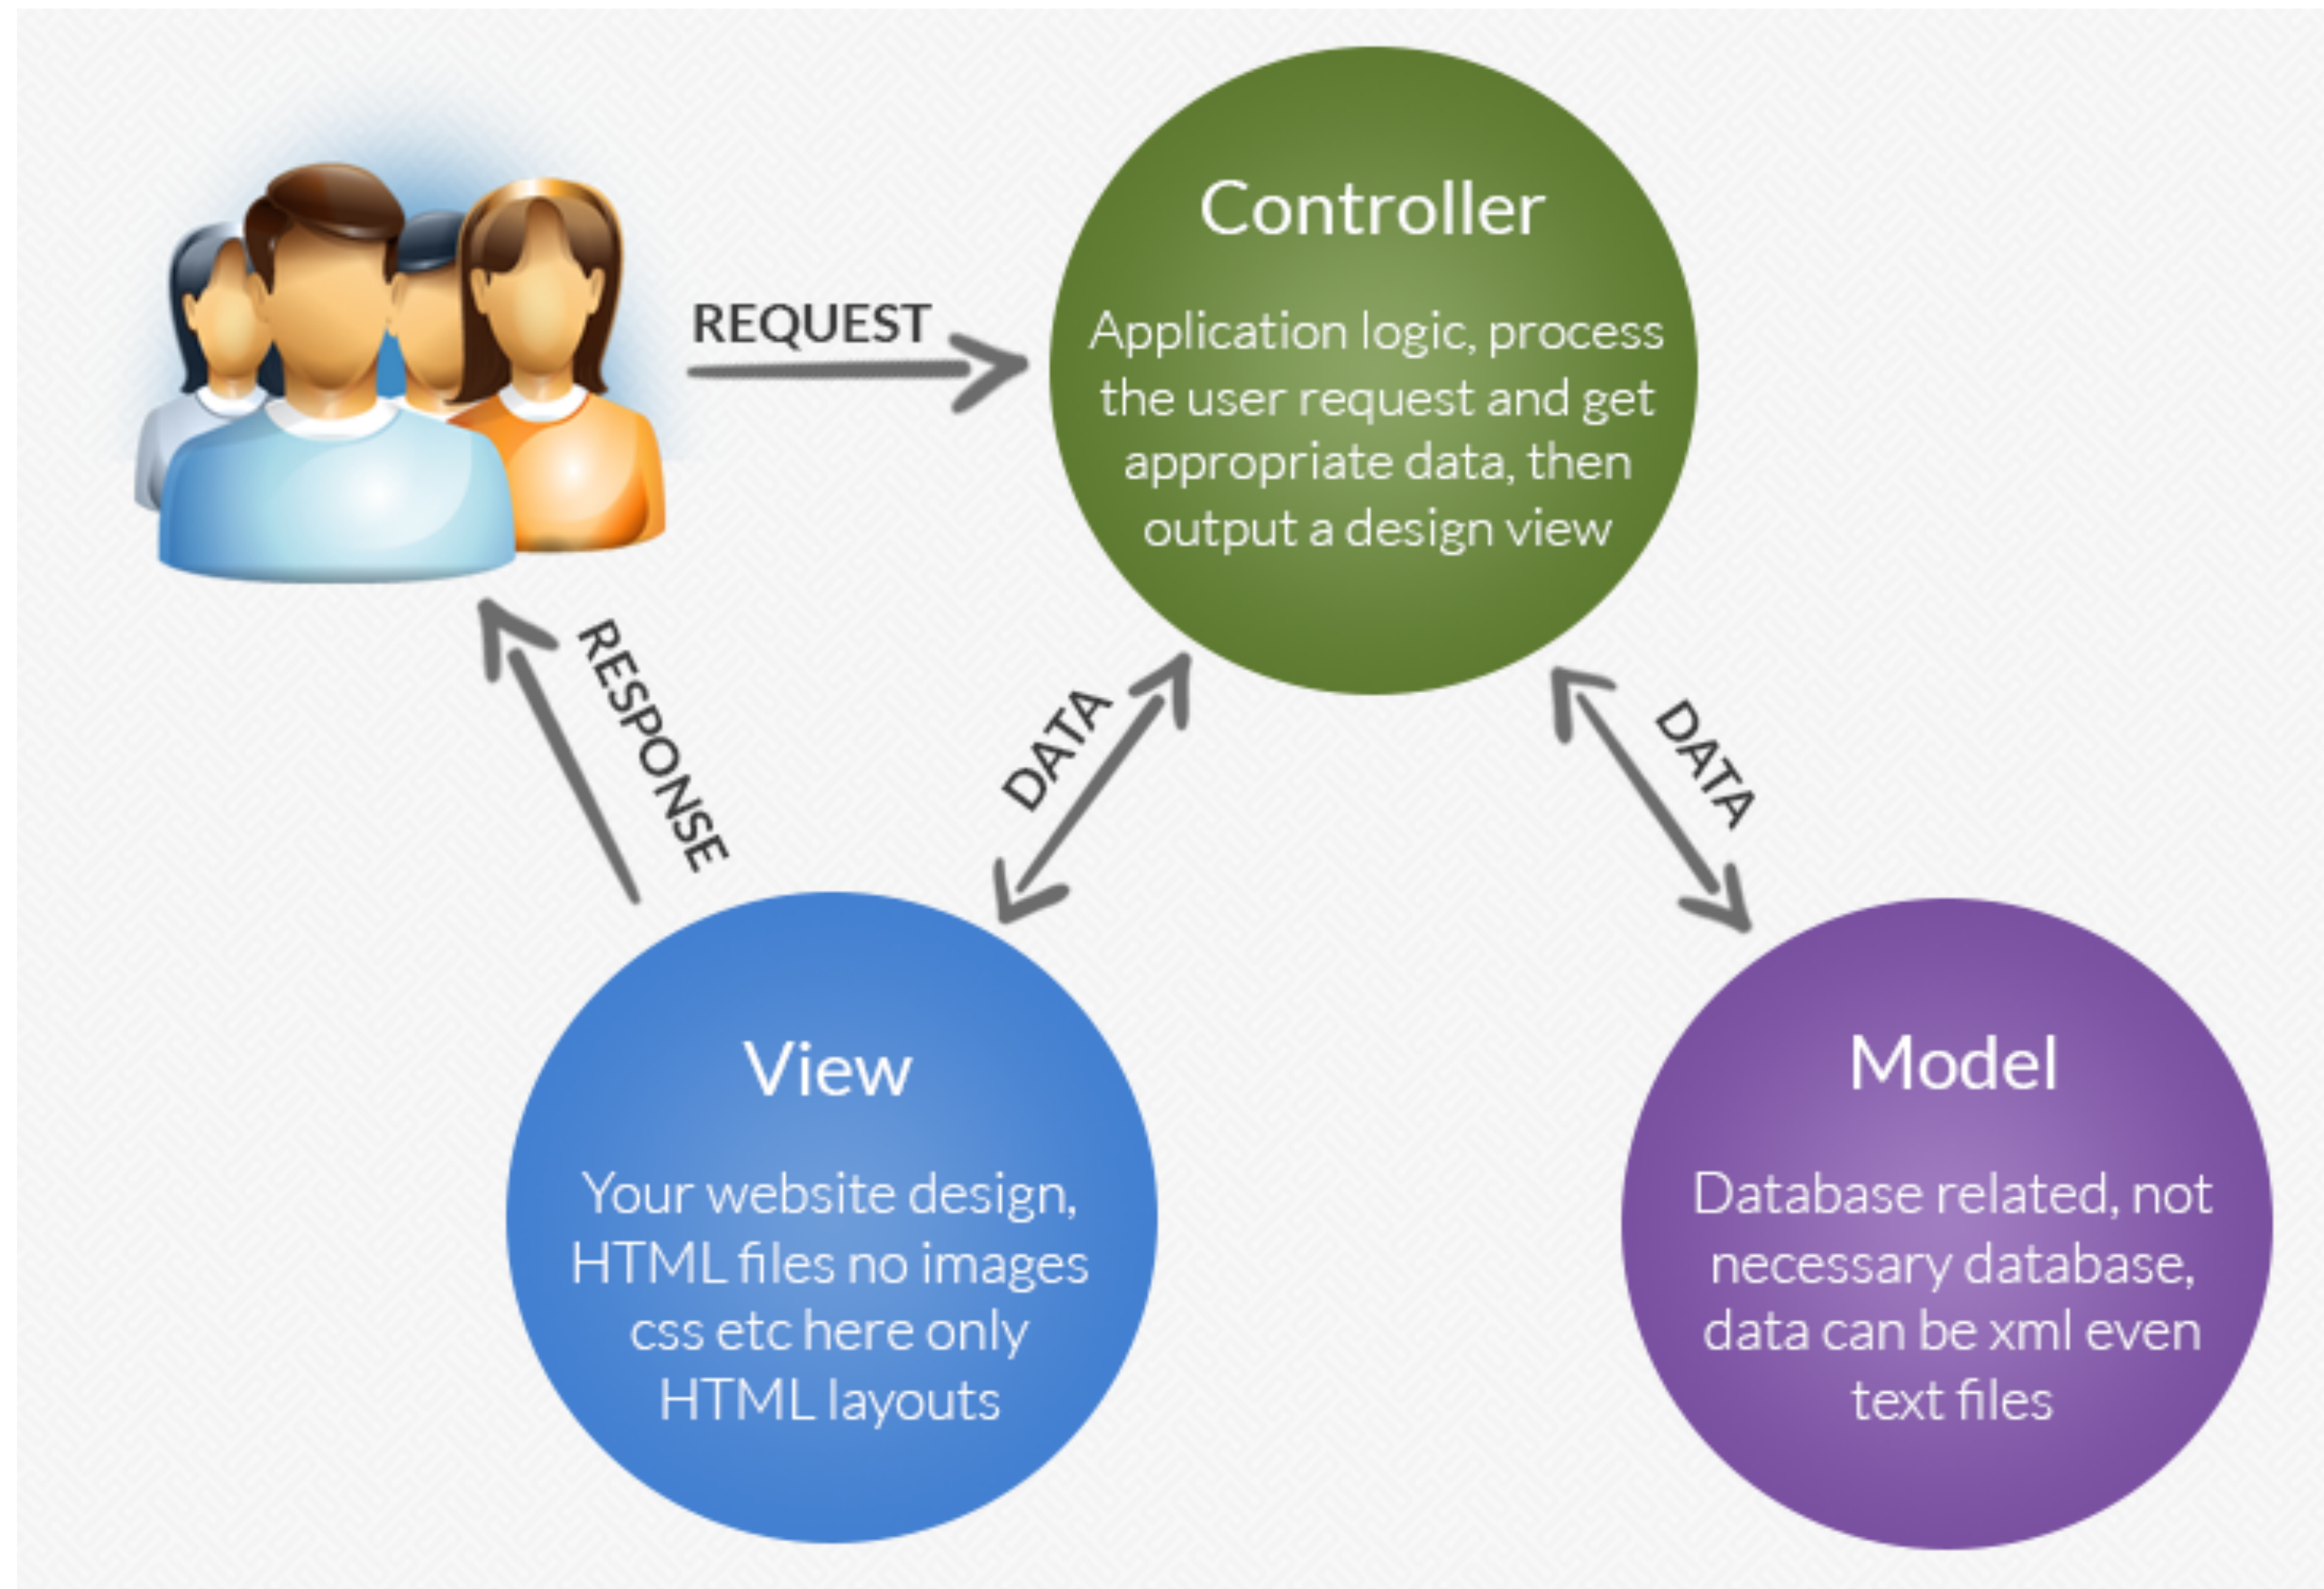 Controller
Application logic, process
the user request and get
appropriate data, then
output a design view
REQUEST
RESPONSE
DATA
DATA
View
Your website design,
HTML files no images
css etc here only
HTML layouts
Model
Database related, not
necessary database,
data can be xml even
text files